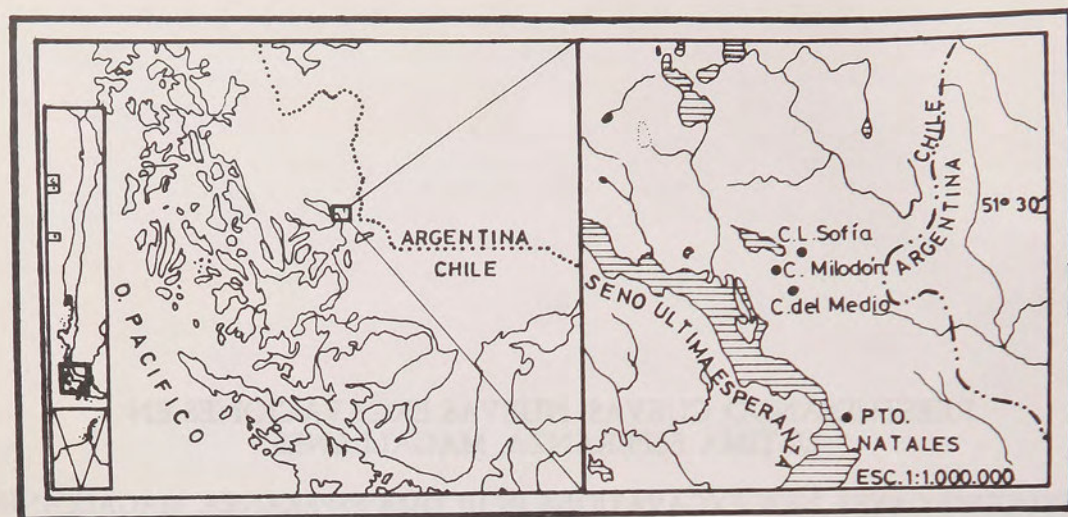 ARGENTINA
CHILE
O. PACIFICO
CHILE
ARGENTINA
51° 30
C.L. Sofía
C. Milodón
C. del Medio
SENO ULTIMA ESPERANZA
PTO.
NATALES
ESC. 1:1.000.000